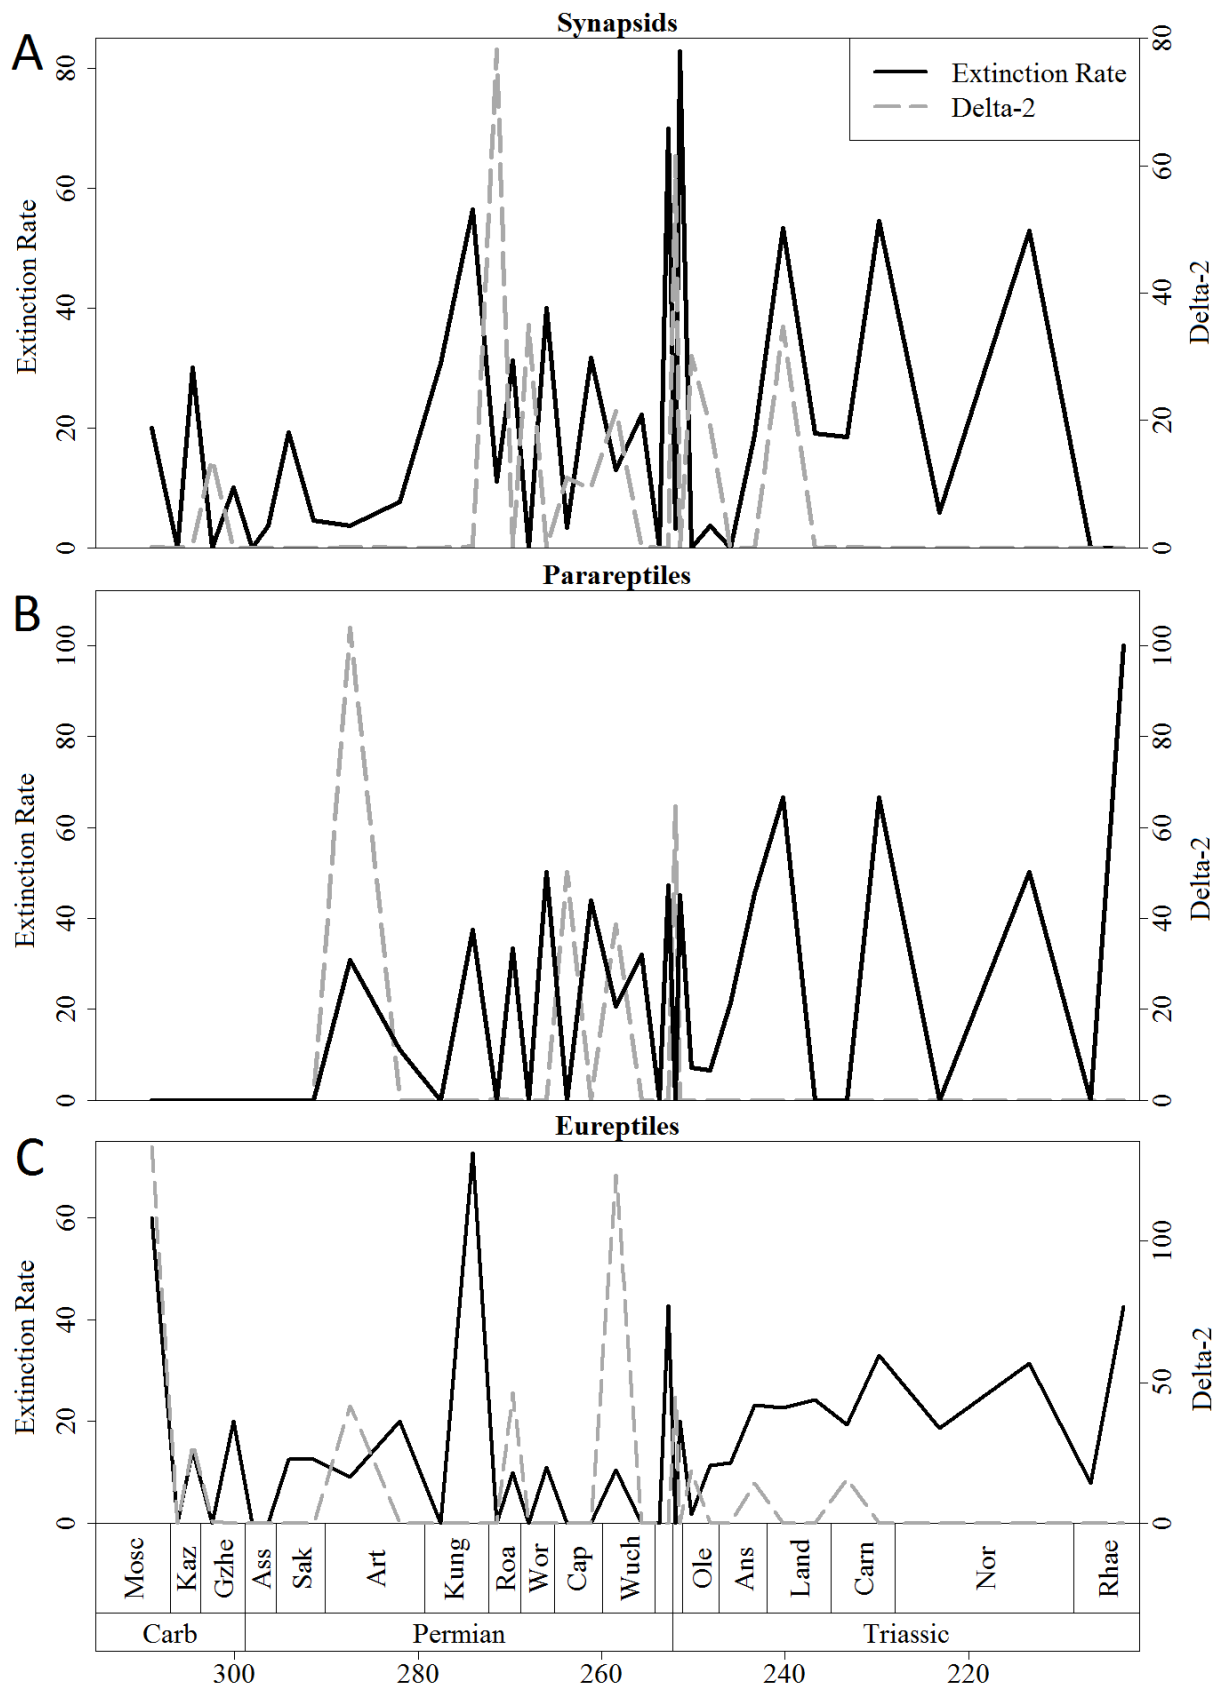 Synapsids
A
Extinction Rate
Delta-2
0 20 40 60 80
Extinction Rate
0 20 40 60 80
Delta-2
Parareptiles
B
0 20 40 60 80 100
Extinction Rate
0 20 40 60 80 100
Delta-2
Eureptiles
C
0 20 40 60
Extinction Rate
0 50 100
Delta-2
Mosc Kaz Gzhe Ass Sak Art Kung Roa Wor Cap Wuch Ole Ans Land Carn Nor Rhae
Carb Permian Triassic
300 280 260 240 220